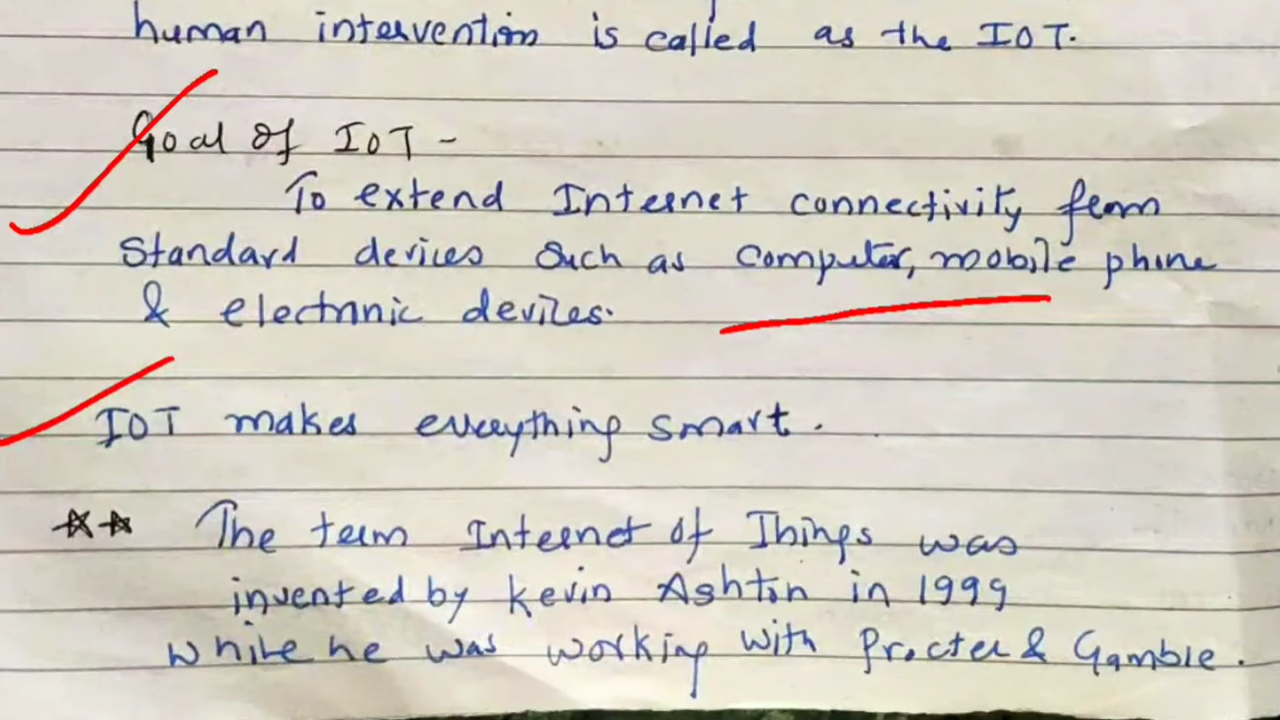 human intervention is called as the IOT.
Goal of IOT -
To extend Internet connectivity from
Standard devices such as computer, mobile phone
& electronic devices.
IOT makes everything smart.
☆☆ The term Internet of Things was
invented by Kevin Ashton in 1999
while he was working with Procter & Gamble.